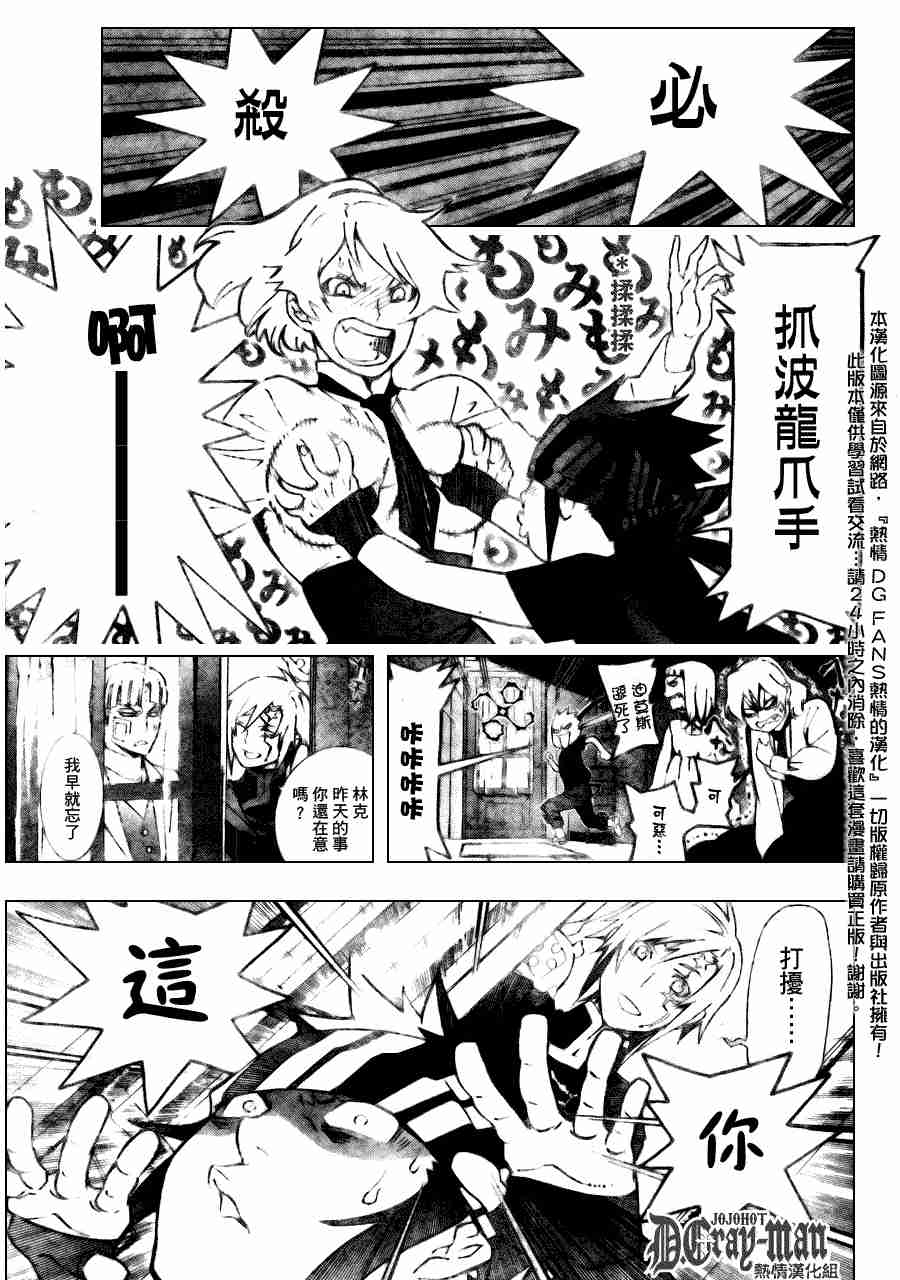 必
殺
抓波龍爪手
*揉揉揉
もみもみもみ
啊━━
可
可惡…
迪莫斯
遜死了
咔咔咔咔
林克
昨天的事
你還在意
嗎？
我早就忘了
打擾……
你
這
本漢化圖源來自於網路．『熱情DG FANS熱情的漢化』一切版權歸原作者與出版社擁有！
此版本僅供學習試看交流…請24小時之內消除．喜歡這套漫畫請購買正版！謝謝。
JOJOHOT
D.Gray-man
熱情漢化組